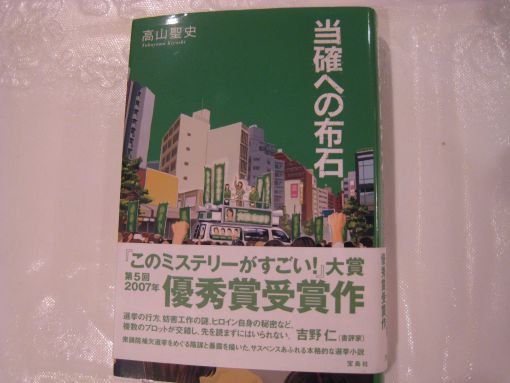 高山聖史
Takayama Kiyoshi
当確への布石
『このミステリーがすごい!』大賞
第5回
2007年
優秀賞受賞作
選挙の行方、妨害工作の謎、ヒロイン自身の秘密など、
複数のプロットが交錯し、先を読まずにはいられない。 吉野 仁(書評家)
衆議院補欠選挙をめぐる陰謀と暴露を描いた、サスペンスあふれる本格的な選挙小説
宝島社
優秀賞受賞作